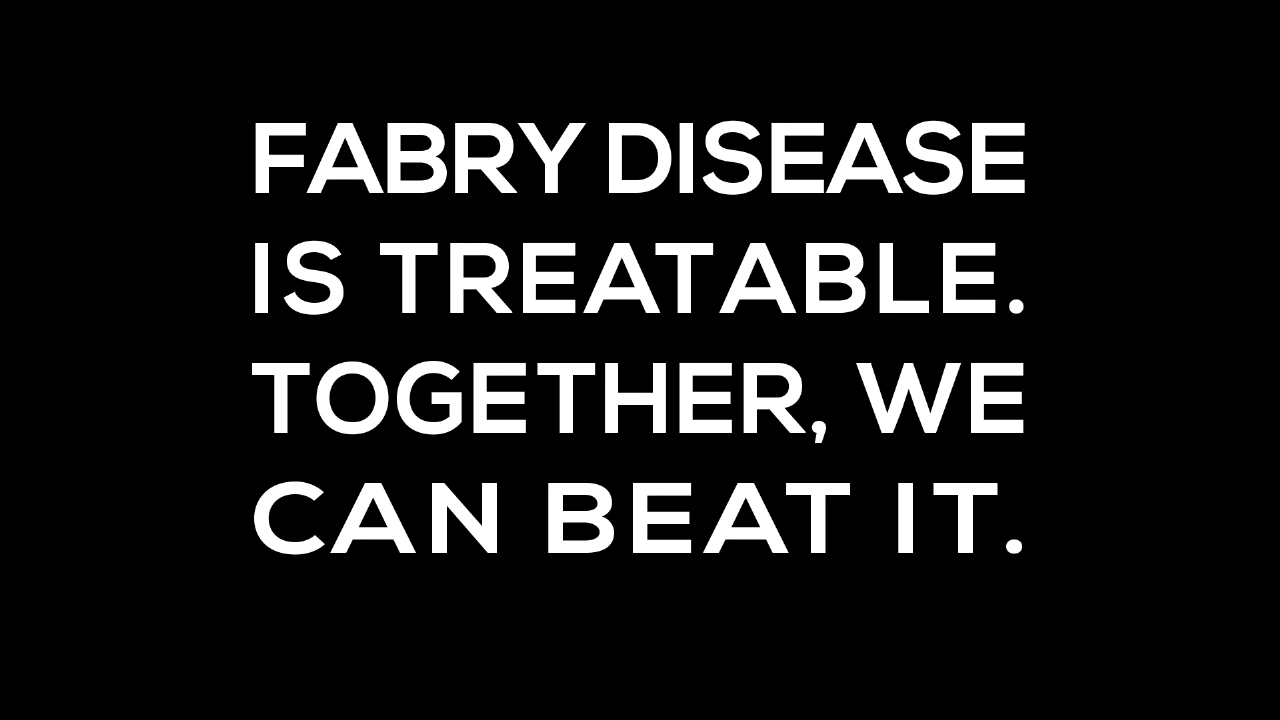 FABRY DISEASE
IS TREATABLE.
TOGETHER, WE
CAN BEAT IT.